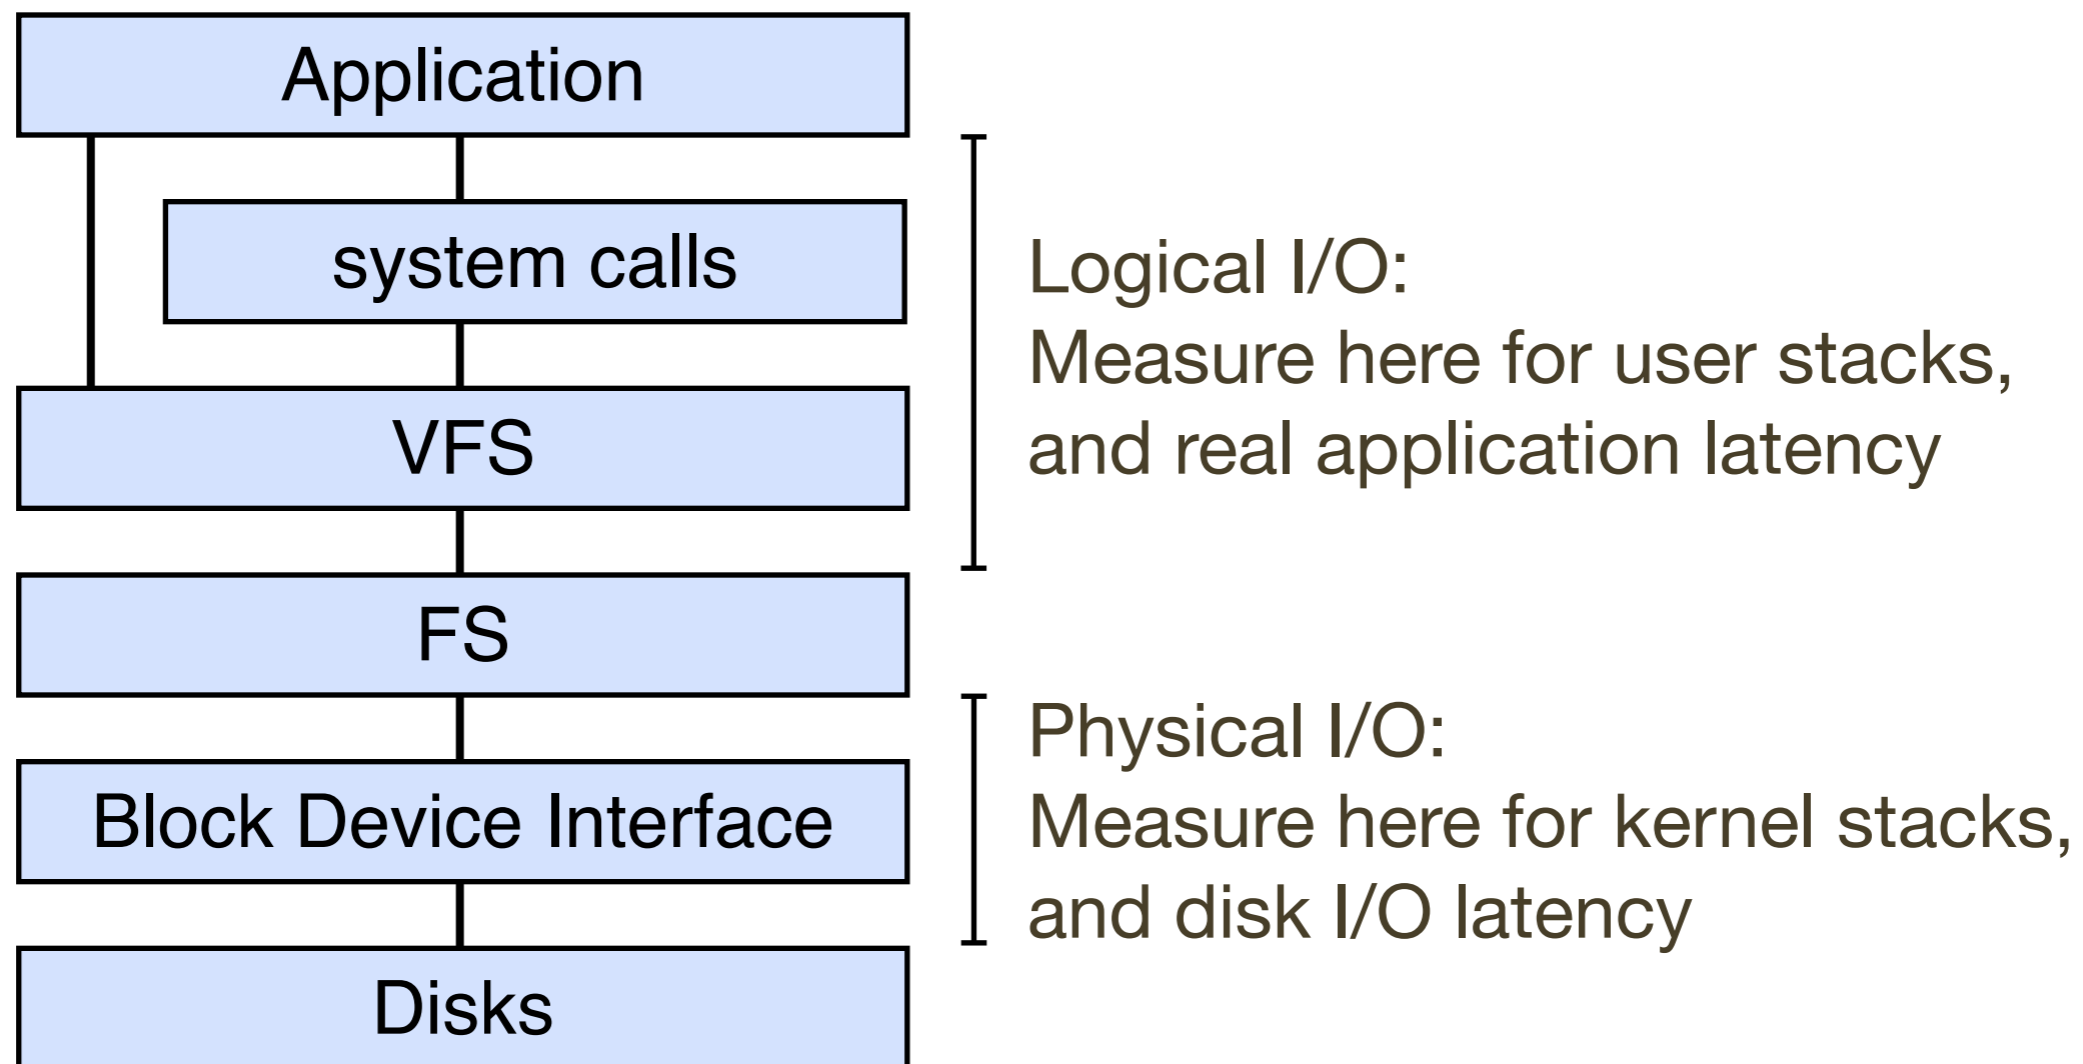 Application
system calls
VFS
FS
Block Device Interface
Disks
Logical I/O:
Measure here for user stacks,
and real application latency
Physical I/O:
Measure here for kernel stacks,
and disk I/O latency